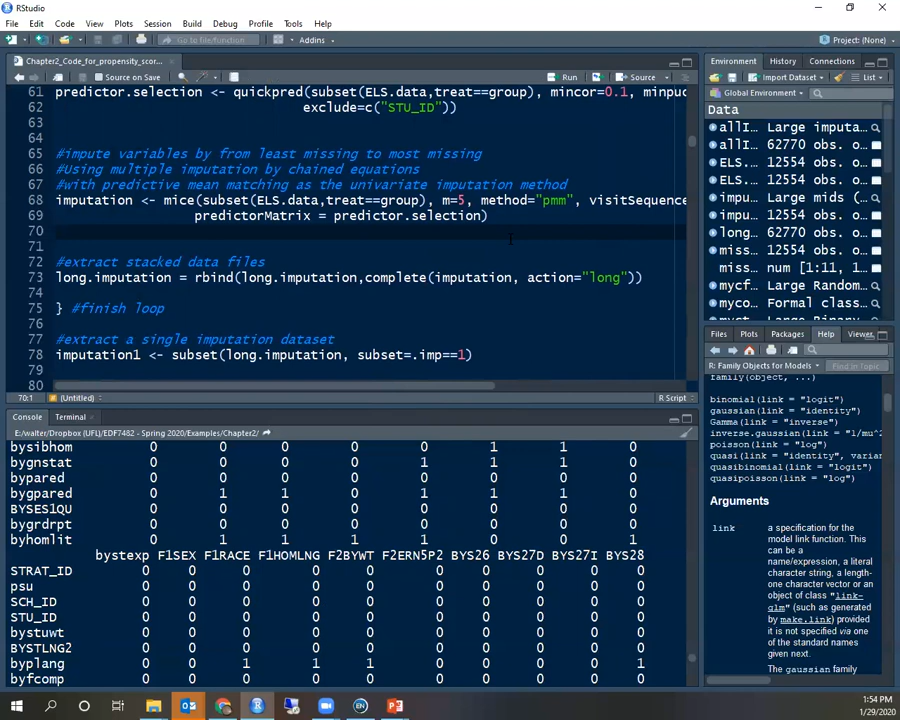 RStudio
File Edit Code View Plots Session Build Debug Profile Tools Help
Go to file/function Addins Project: (None)
Chapter2_Code_for_propensity_scor...
Source on Save Run Source
61 predictor.selection <- quickpred(subset(ELS.data,treat==group), mincor=0.1, minpuc
62 exclude=c("STU_ID"))
63
64
65 #impute variables by from least missing to most missing
66 #Using multiple imputation by chained equations
67 #with predictive mean matching as the univariate imputation method
68 imputation <- mice(subset(ELS.data,treat==group), m=5, method="pmm", visitSequence
69 predictorMatrix = predictor.selection)
70
71
72 #extract stacked data files
73 long.imputation = rbind(long.imputation,complete(imputation, action="long"))
74
75 } #finish loop
76
77 #extract a single imputation dataset
78 imputation1 <- subset(long.imputation, subset=.imp==1)
79
80
70:1 (Untitled) R Script
Console Terminal
E:/walter/Dropbox (UFL)/EDF7482 - Spring 2020/Examples/Chapter2/
bysibhom 0 0 0 0 0 1 1 0
bygnstat 0 0 0 0 1 1 1 0
bypared 0 0 0 0 0 0 0 0
bygpared 0 1 1 0 1 1 1 0
BYSES1QU 0 0 0 0 0 0 0 0
bygrdrpt 0 0 0 0 0 0 0 0
byhomlit 0 1 1 0 1 0 0 1
bystexp F1SEX F1RACE F1HOMLNG F2BYWT F2ERN5P2 BYS26 BYS27D BYS27I BYS28
STRAT_ID 0 0 0 0 0 0 0 0 0 0
psu 0 0 0 0 0 0 0 0 0 0
SCH_ID 0 0 0 0 0 0 0 0 0 0
STU_ID 0 0 0 0 0 0 0 0 0 0
bystuwt 0 0 0 0 0 0 0 0 0 0
BYSTLNG2 0 0 0 0 0 0 0 0 0 0
byplang 0 0 1 1 1 0 0 0 0 1
byfcomp 0 0 0 0 0 0 0 0 0 0
Environment History Connections
Import Dataset List
Global Environment
Data
allI... Large imputa...
allI... 62770 obs. o...
ELS.... 12554 obs. o...
ELS.... 12554 obs. o...
impu... Large mids (...
impu... 12554 obs. o...
long... 62770 obs. o...
miss... 12554 obs. o...
miss... num [1:11, 1...
mycf... Large Random...
myco... Formal class...
Files Plots Packages Help Viewer
R: Family Objects for Models Find in Topic
family(object, ...)
binomial(link = "logit")
gaussian(link = "identity")
Gamma(link = "inverse")
inverse.gaussian(link = "1/mu^2
poisson(link = "log")
quasi(link = "identity", varian
quasibinomial(link = "logit")
quasipoisson(link = "log")
Arguments
link a specification for the
model link function. This
can be a
name/expression, a literal
character string, a length-
one character vector or an
object of class "link-
glm" (such as generated
by make.link) provided
it is not specified via one
of the standard names
given next.
The gaussian family
1:54 PM
1/29/2020